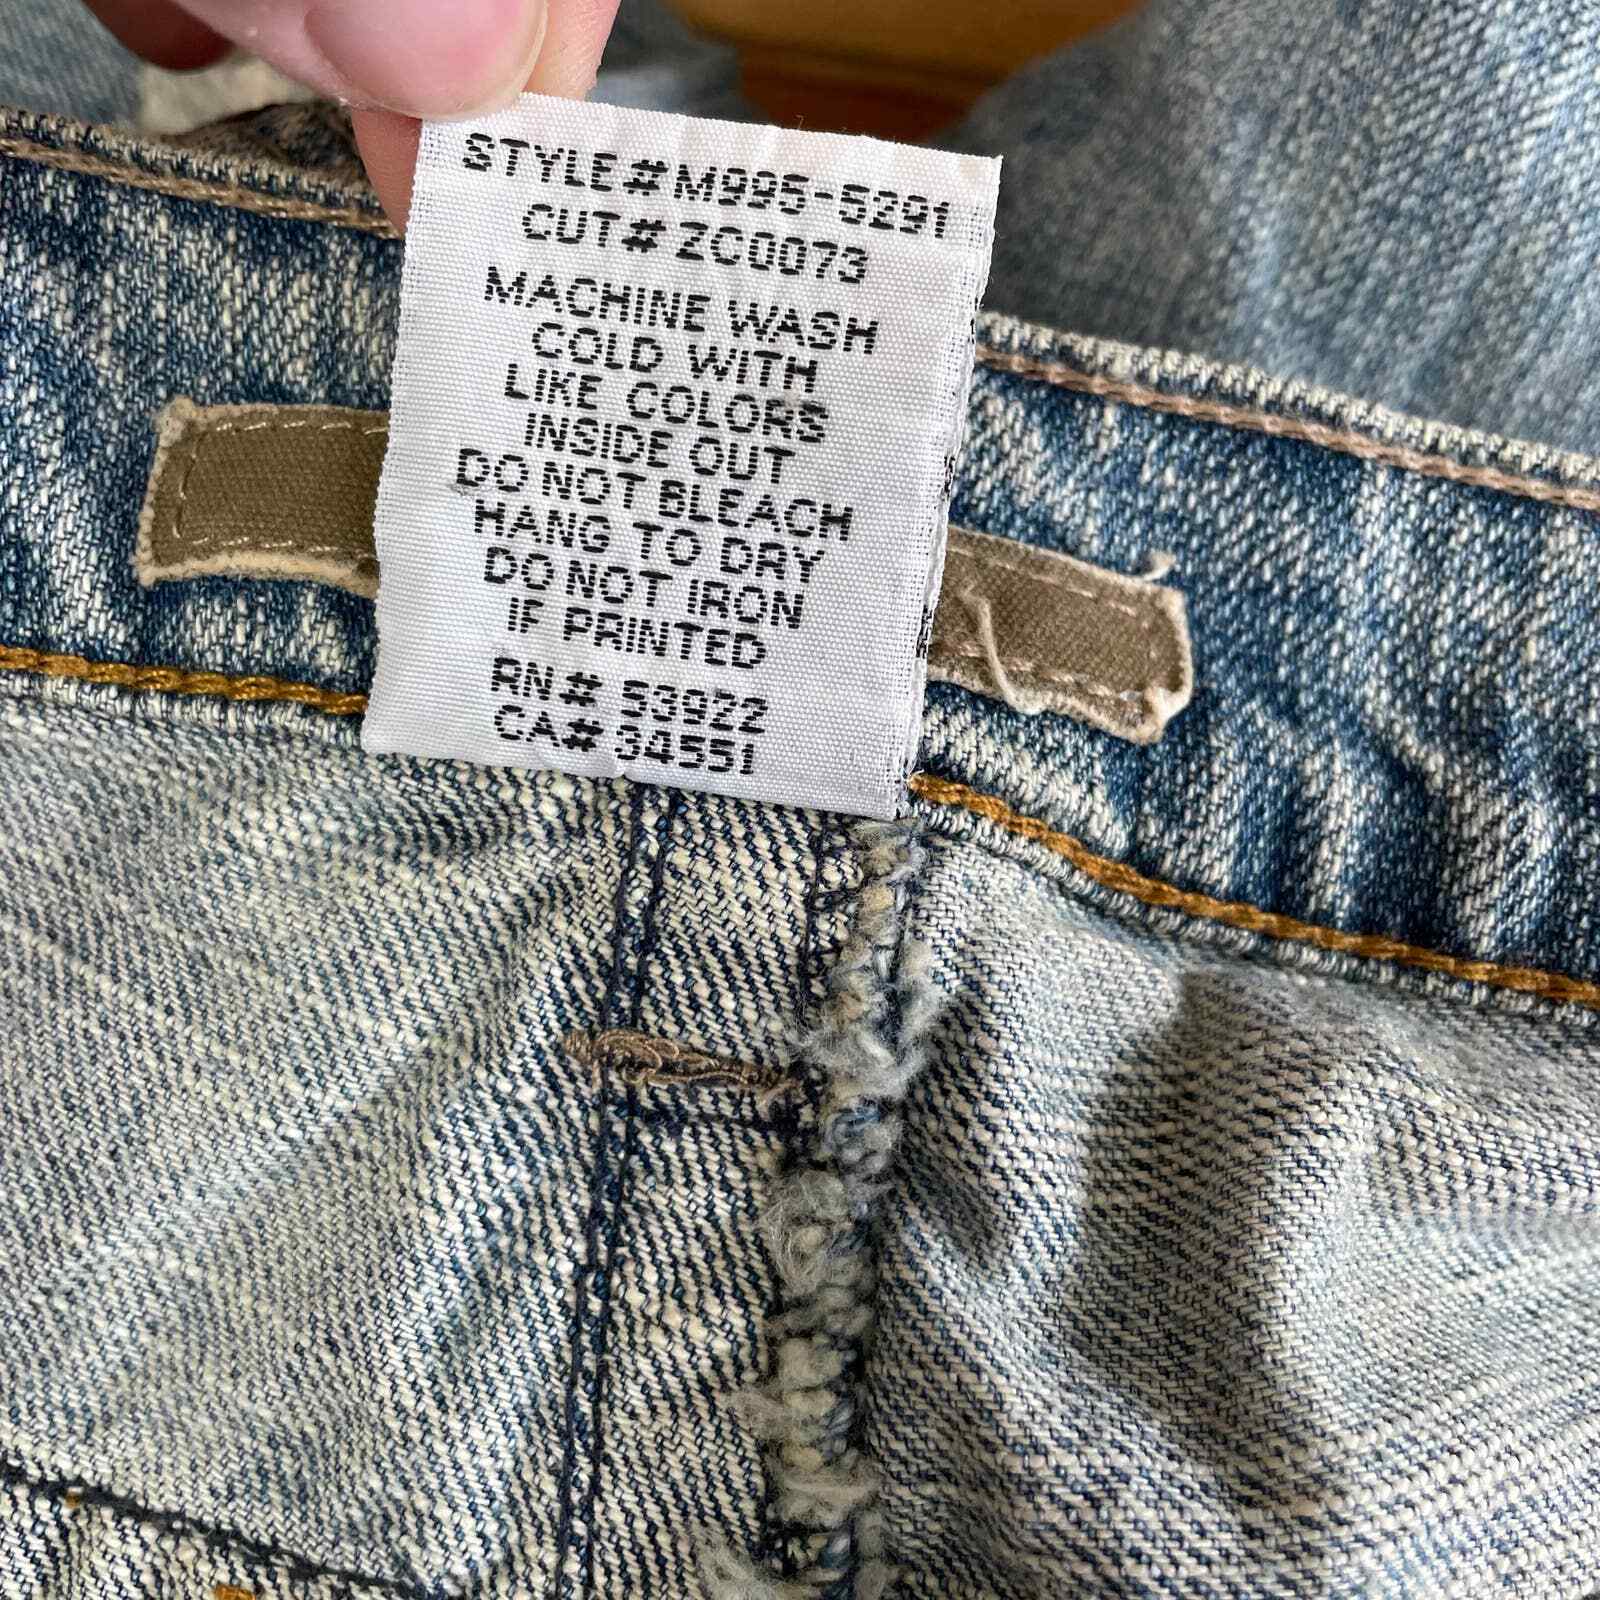 STYLE# M995-5291
CUT# ZC0073
MACHINE WASH
COLD WITH
LIKE COLORS
INSIDE OUT
DO NOT BLEACH
HANG TO DRY
DO NOT IRON
IF PRINTED
RN# 53922
CA# 34551